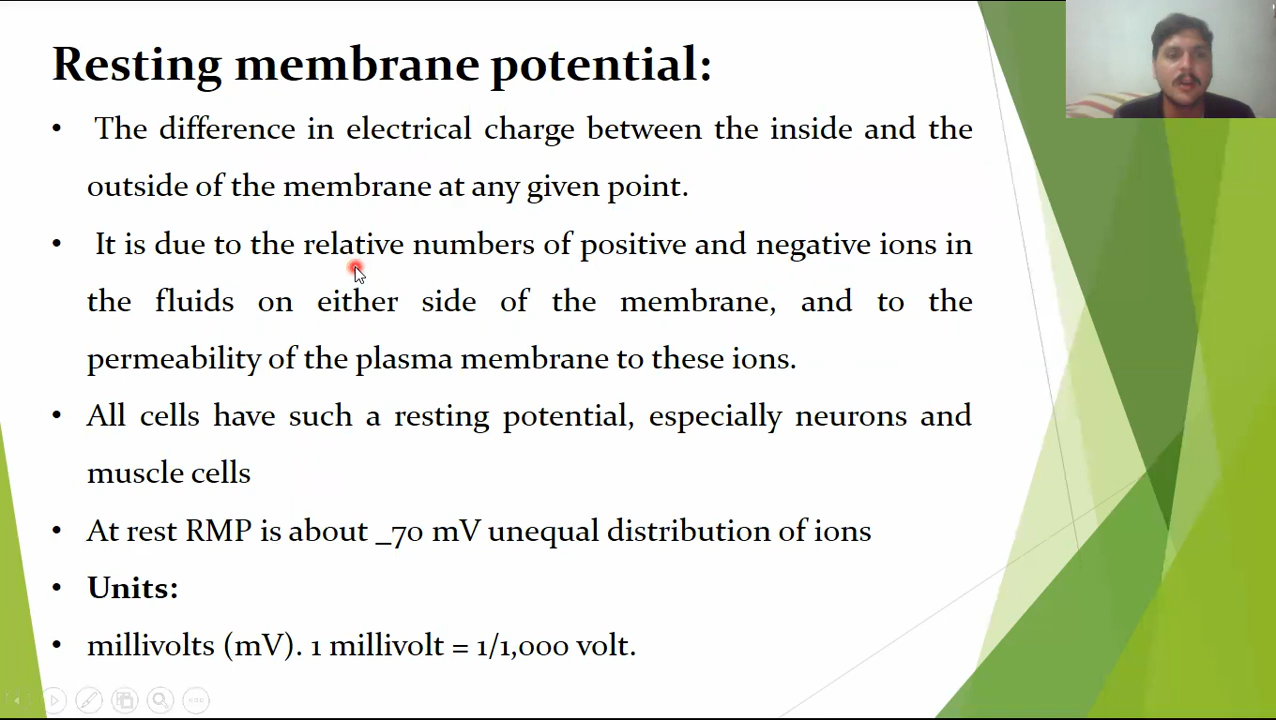 Resting membrane potential:
• The difference in electrical charge between the inside and the
outside of the membrane at any given point.
• It is due to the relative numbers of positive and negative ions in
the fluids on either side of the membrane, and to the
permeability of the plasma membrane to these ions.
• All cells have such a resting potential, especially neurons and
muscle cells
• At rest RMP is about _70 mV unequal distribution of ions
• Units:
• millivolts (mV). 1 millivolt = 1/1,000 volt.